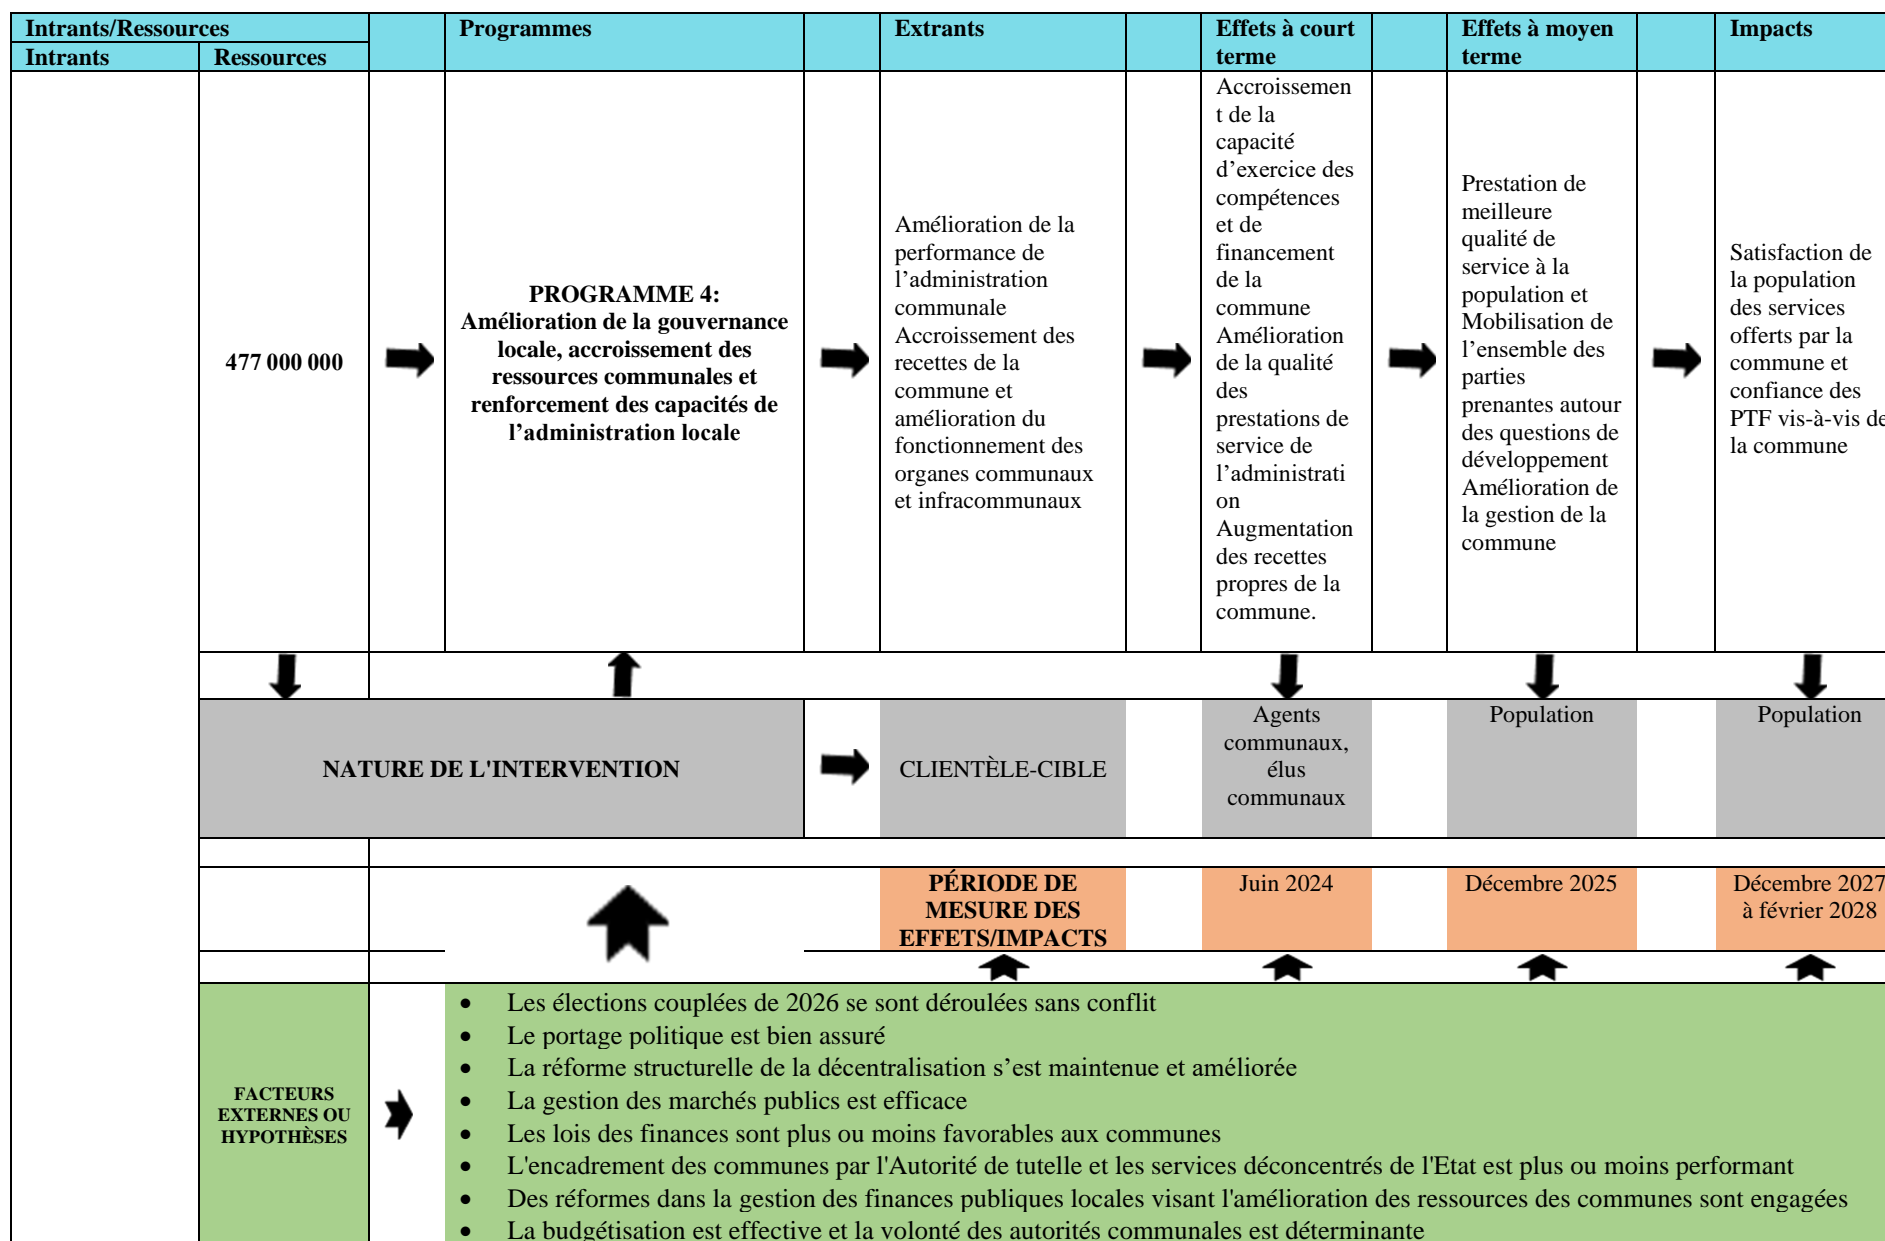 Intrants/Ressources
Programmes
Extrants
Effets à court
terme
Effets à moyen
terme
Impacts
Intrants
Ressources
477 000 000
PROGRAMME 4:
Amélioration de la gouvernance
locale, accroissement des
ressources communales et
renforcement des capacités de
l’administration locale
Amélioration de la
performance de
l’administration
communale
Accroissement des
recettes de la
commune et
amélioration du
fonctionnement des
organes communaux
et infracommunaux
Accroissemen
t de la
capacité
d’exercice des
compétences
et de
financement
de la
commune
Amélioration
de la qualité
des
prestations de
service de
l’administrati
on
Augmentation
des recettes
propres de la
commune.
Prestation de
meilleure
qualité de
service à la
population et
Mobilisation de
l’ensemble des
parties
prenantes autour
des questions de
développement
Amélioration de
la gestion de la
commune
Satisfaction de
la population
des services
offerts par la
commune et
confiance des
PTF vis-à-vis de
la commune
NATURE DE L'INTERVENTION
CLIENTÈLE-CIBLE
Agents
communaux,
élus
communaux
Population
Population
PÉRIODE DE
MESURE DES
EFFETS/IMPACTS
Juin 2024
Décembre 2025
Décembre 2027
à février 2028
FACTEURS
EXTERNES OU
HYPOTHÈSES
• Les élections couplées de 2026 se sont déroulées sans conflit
• Le portage politique est bien assuré
• La réforme structurelle de la décentralisation s’est maintenue et améliorée
• La gestion des marchés publics est efficace
• Les lois des finances sont plus ou moins favorables aux communes
• L'encadrement des communes par l'Autorité de tutelle et les services déconcentrés de l'Etat est plus ou moins performant
• Des réformes dans la gestion des finances publiques locales visant l'amélioration des ressources des communes sont engagées
• La budgétisation est effective et la volonté des autorités communales est déterminante